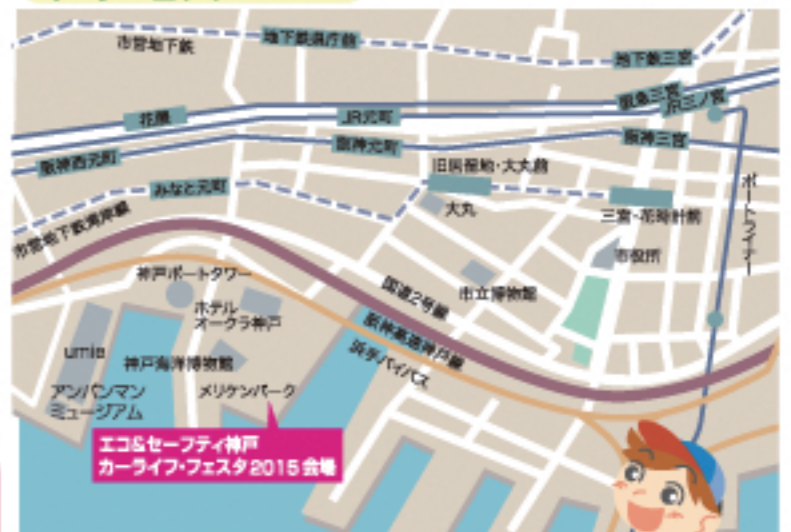 市営地下鉄
地下鉄県庁前
地下鉄三宮
阪急三宮
JR三ノ宮
花隈
JR元町
阪神三宮
阪神元町
阪神西元町
旧居留地・大丸前
みなと元町
大丸
三宮・花時計前
ポートライナー
市営地下鉄海岸線
市役所
神戸ポートタワー
国道2号線
市立博物館
ホテル
オークラ神戸
阪神高速神戸線
浜手バイパス
umie
神戸海洋博物館
アンパンマン
ミュージアム
メリケンパーク
エコ&セーフティ神戸
カーライフ・フェスタ2015会場